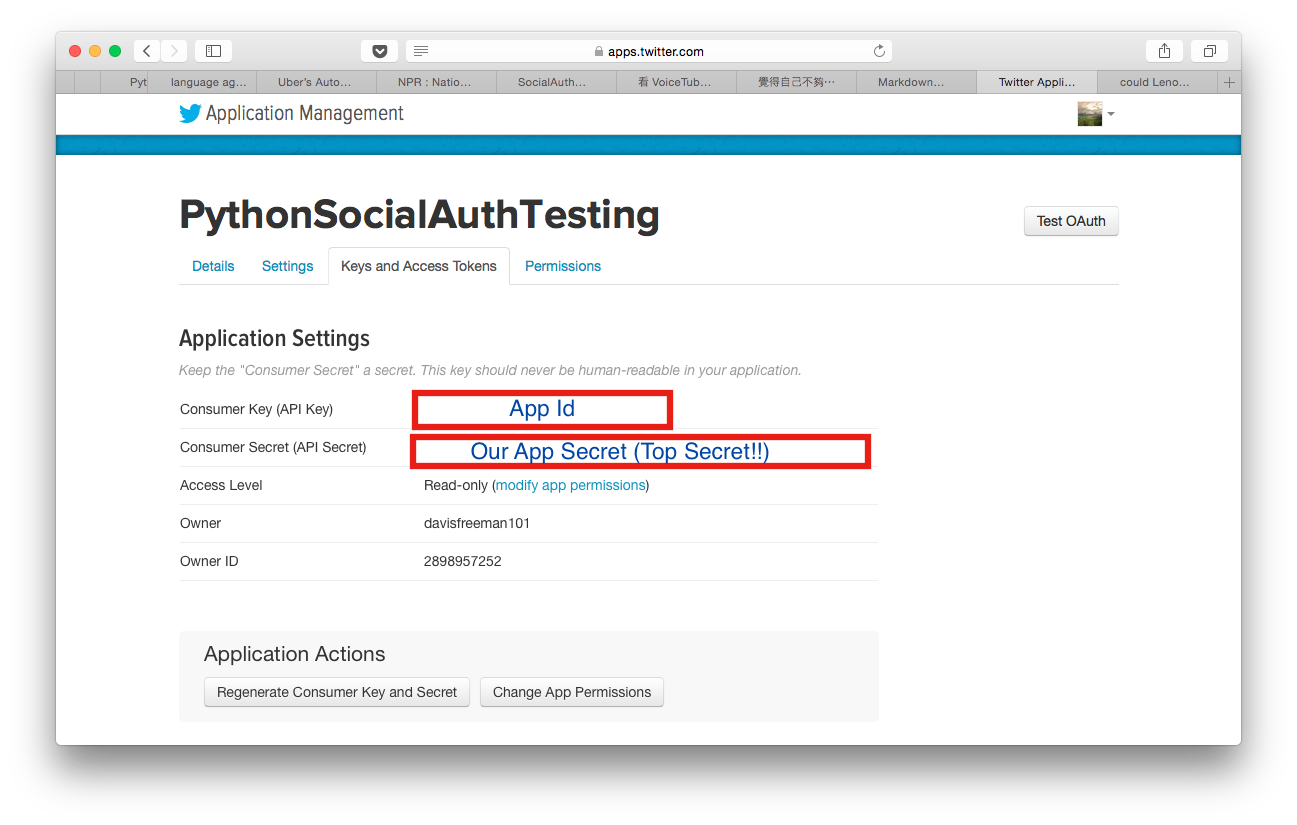 apps.twitter.com
Pyt
language ag...
Uber's Auto...
NPR : Natio...
SocialAuth...
看 VoiceTub...
覺得自己不夠⋯
Markdown...
Twitter Appli...
could Leno...
Application Management
PythonSocialAuthTesting
Test OAuth
Details
Settings
Keys and Access Tokens
Permissions
Application Settings
Keep the "Consumer Secret" a secret. This key should never be human-readable in your application.
Consumer Key (API Key)
App Id
Consumer Secret (API Secret)
Our App Secret (Top Secret!!)
Access Level
Read-only (modify app permissions)
Owner
davisfreeman101
Owner ID
2898957252
Application Actions
Regenerate Consumer Key and Secret
Change App Permissions